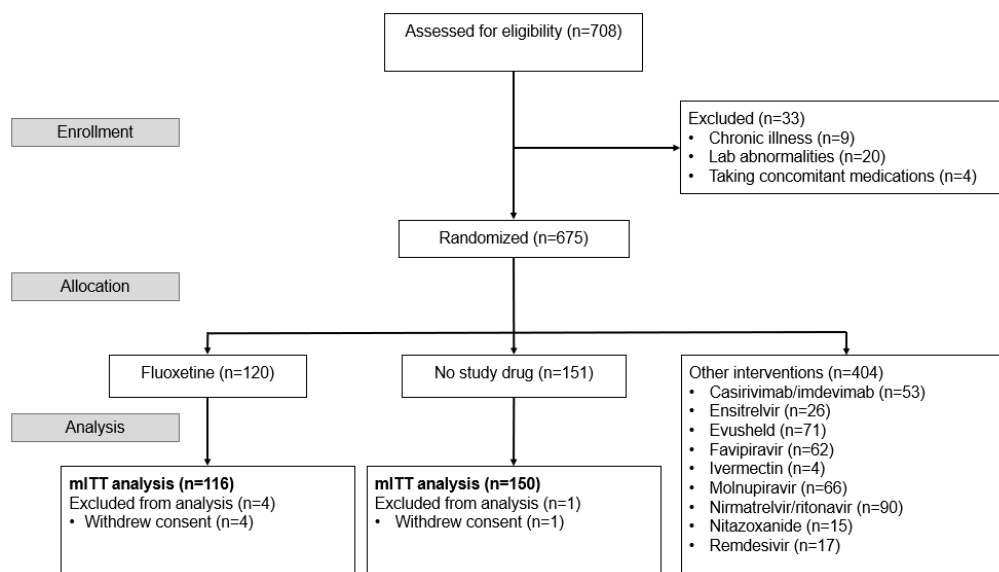 Assessed for eligibility (n=708)
Enrollment
Excluded (n=33)
• Chronic illness (n=9)
• Lab abnormalities (n=20)
• Taking concomitant medications (n=4)
Randomized (n=675)
Allocation
Fluoxetine (n=120)
No study drug (n=151)
Other interventions (n=404)
• Casirivimab/imdevimab (n=53)
• Ensitrelvir (n=26)
• Evusheld (n=71)
• Favipiravir (n=62)
• Ivermectin (n=4)
• Molnupiravir (n=66)
• Nirmatrelvir/ritonavir (n=90)
• Nitazoxanide (n=15)
• Remdesivir (n=17)
Analysis
mITT analysis (n=116)
Excluded from analysis (n=4)
• Withdrew consent (n=4)
mITT analysis (n=150)
Excluded from analysis (n=1)
• Withdrew consent (n=1)